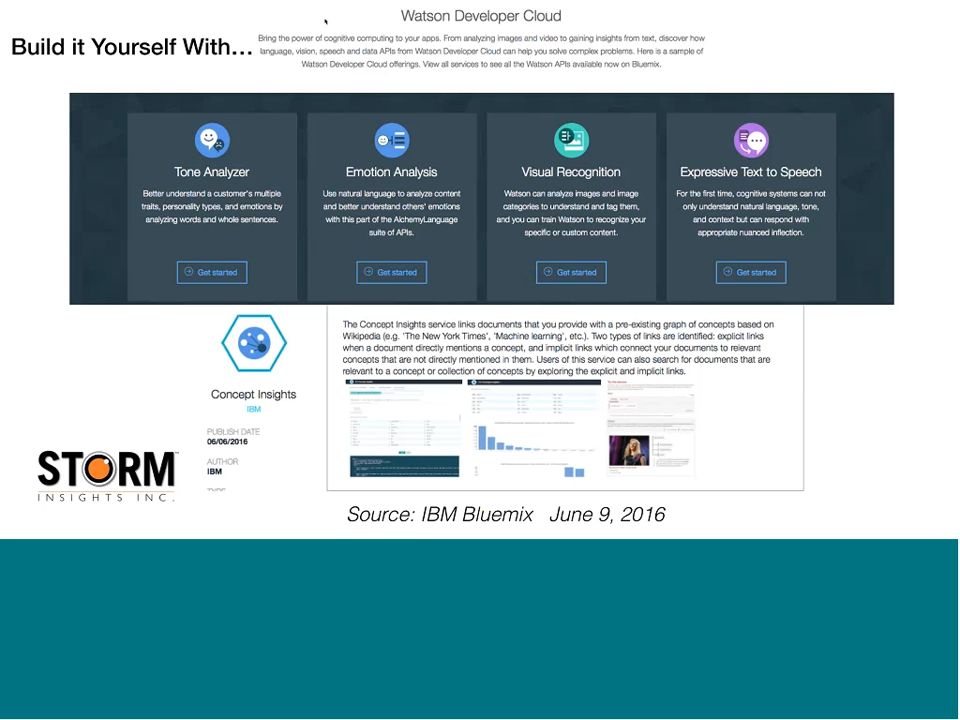 Watson Developer Cloud
Build it Yourself With...
Bring the power of cognitive computing to your apps. From analyzing images and video to gaining insights from text, discover how
language, vision, speech and data APIs from Watson Developer Cloud can help you solve complex problems. Here is a sample of
Watson Developer Cloud offerings. View all services to see all the Watson APIs available now on Bluemix.
Tone Analyzer
Better understand a customer's multiple
traits, personality types, and emotions by
analyzing words and whole sentences.
Get started
Emotion Analysis
Use natural language to analyze content
and better understand others' emotions
with this part of the AlchemyLanguage
suite of APIs.
Get started
Visual Recognition
Watson can analyze images and image
categories to understand and tag them,
and you can train Watson to recognize your
specific or custom content.
Get started
Expressive Text to Speech
For the first time, cognitive systems can not
only understand natural language, tone,
and context but can respond with
appropriate nuanced inflection.
Get started
Concept Insights
IBM
PUBLISH DATE
06/06/2016
AUTHOR
IBM
The Concept Insights service links documents that you provide with a pre-existing graph of concepts based on
Wikipedia (e.g. 'The New York Times', 'Machine learning', etc.). Two types of links are identified: explicit links
when a document directly mentions a concept, and implicit links which connect your documents to relevant
concepts that are not directly mentioned in them. Users of this service can also search for documents that are
relevant to a concept or collection of concepts by exploring the explicit and implicit links.
STORM
INSIGHTS INC.
Source: IBM Bluemix June 9, 2016